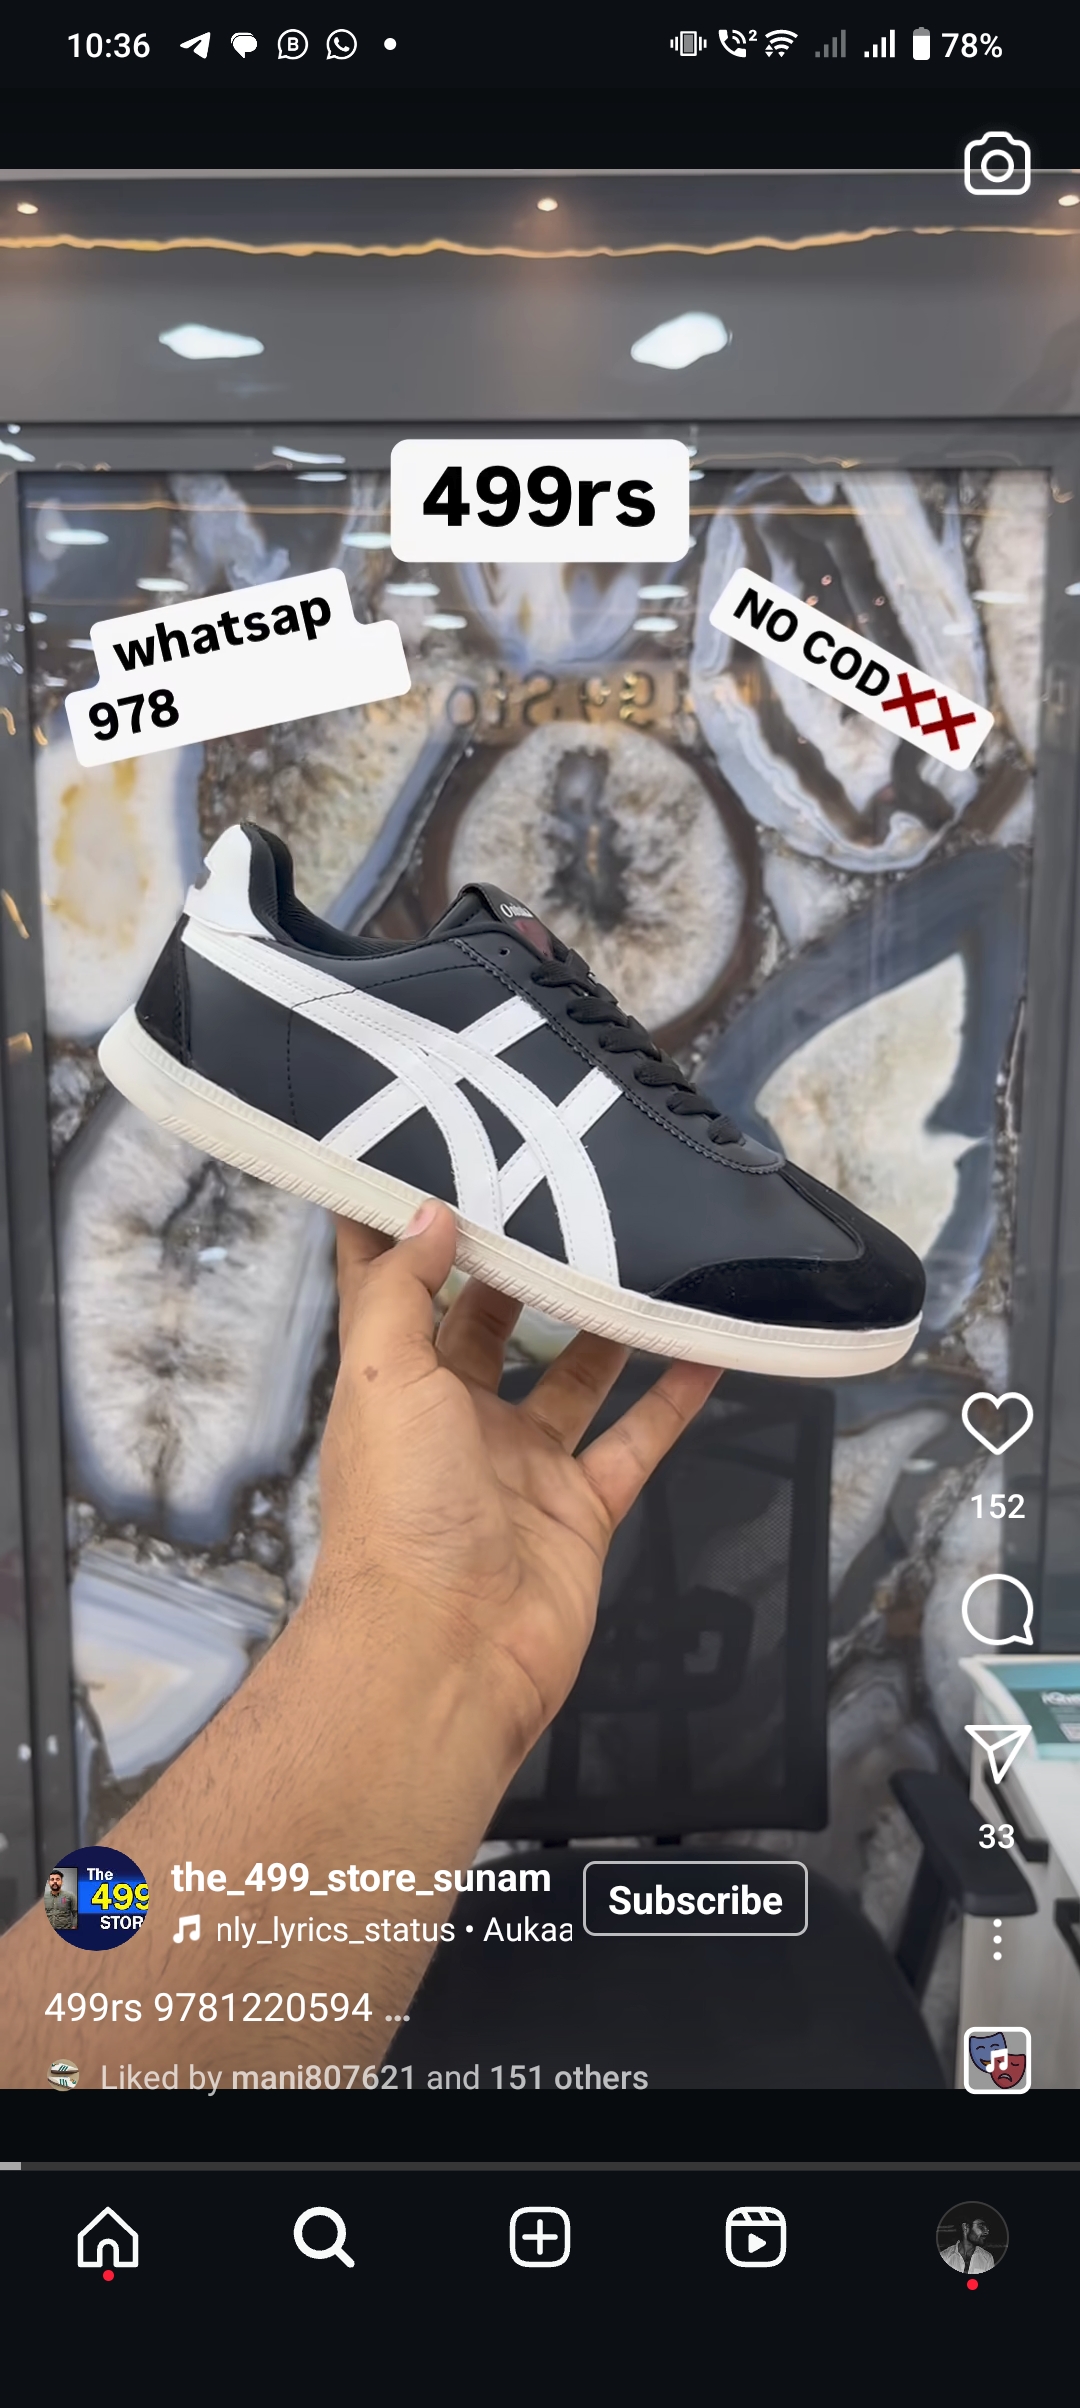 10:36
2
78%
499rs
whatsap
978
NO COD❌❌
The
499
STOR
the_499_store_sunam
Subscribe
nly_lyrics_status • Aukaa
499rs 9781220594 ...
Liked by mani807621 and 151 others
152
33